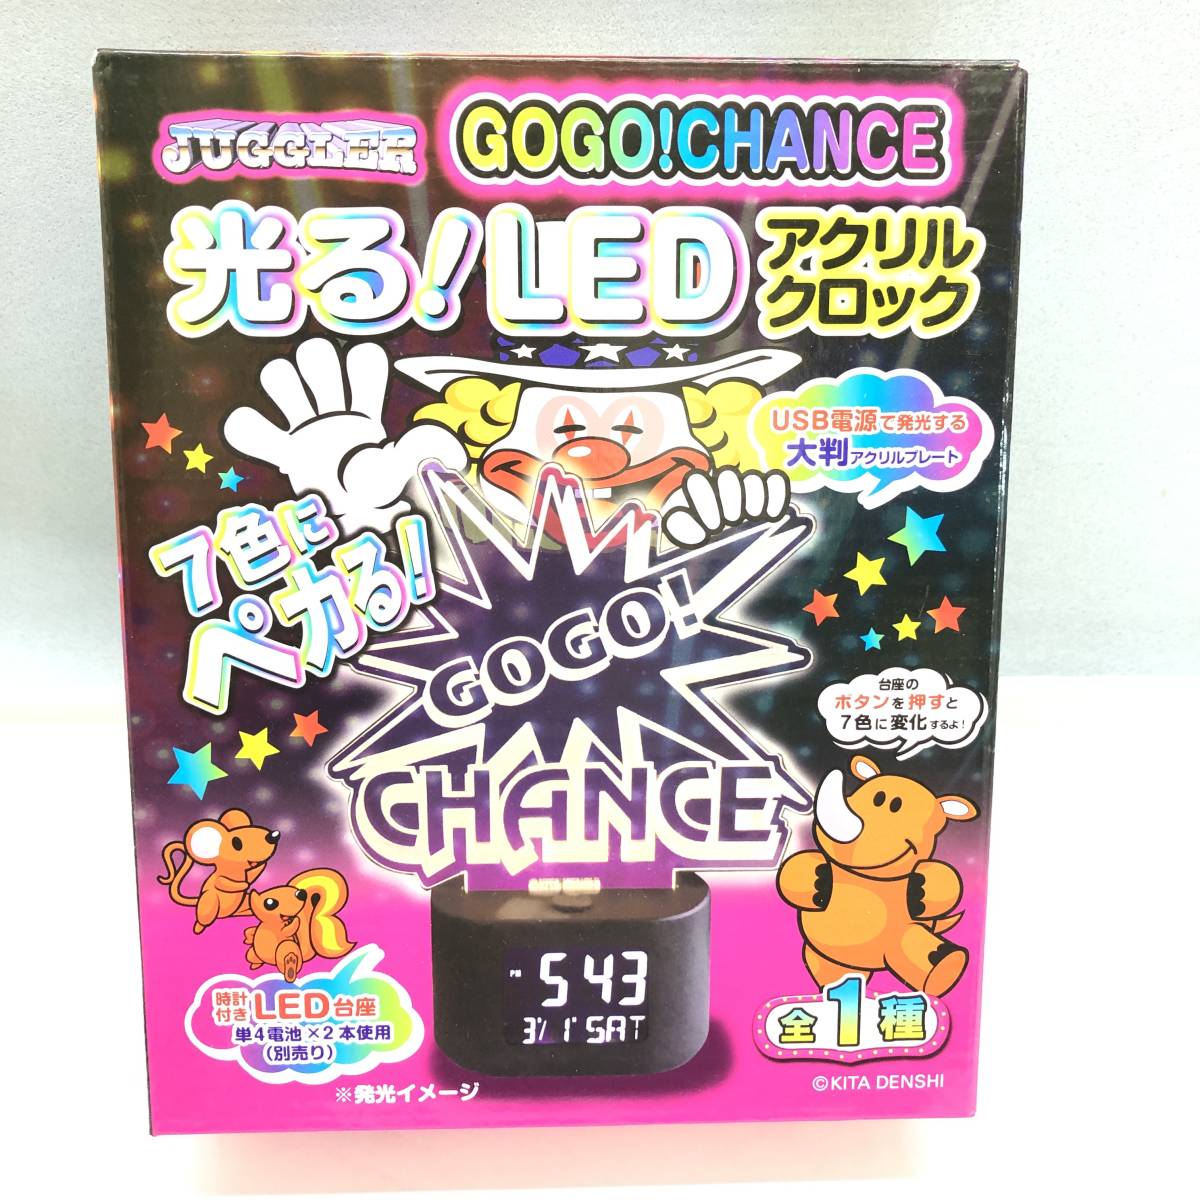 JUGGLER
GOGO!CHANCE
光る!LED
アクリル
クロック
USB電源で発光する
大判アクリルプレート
7色に
ペカる!
GOGO!
CHANCE
台座の
ボタンを押すと
7色に変化するよ!
PM 5 43
3/ 1 SAT
時計
付き
LED台座
単4電池×2本使用
(別売り)
全1種
※発光イメージ
©KITA DENSHI